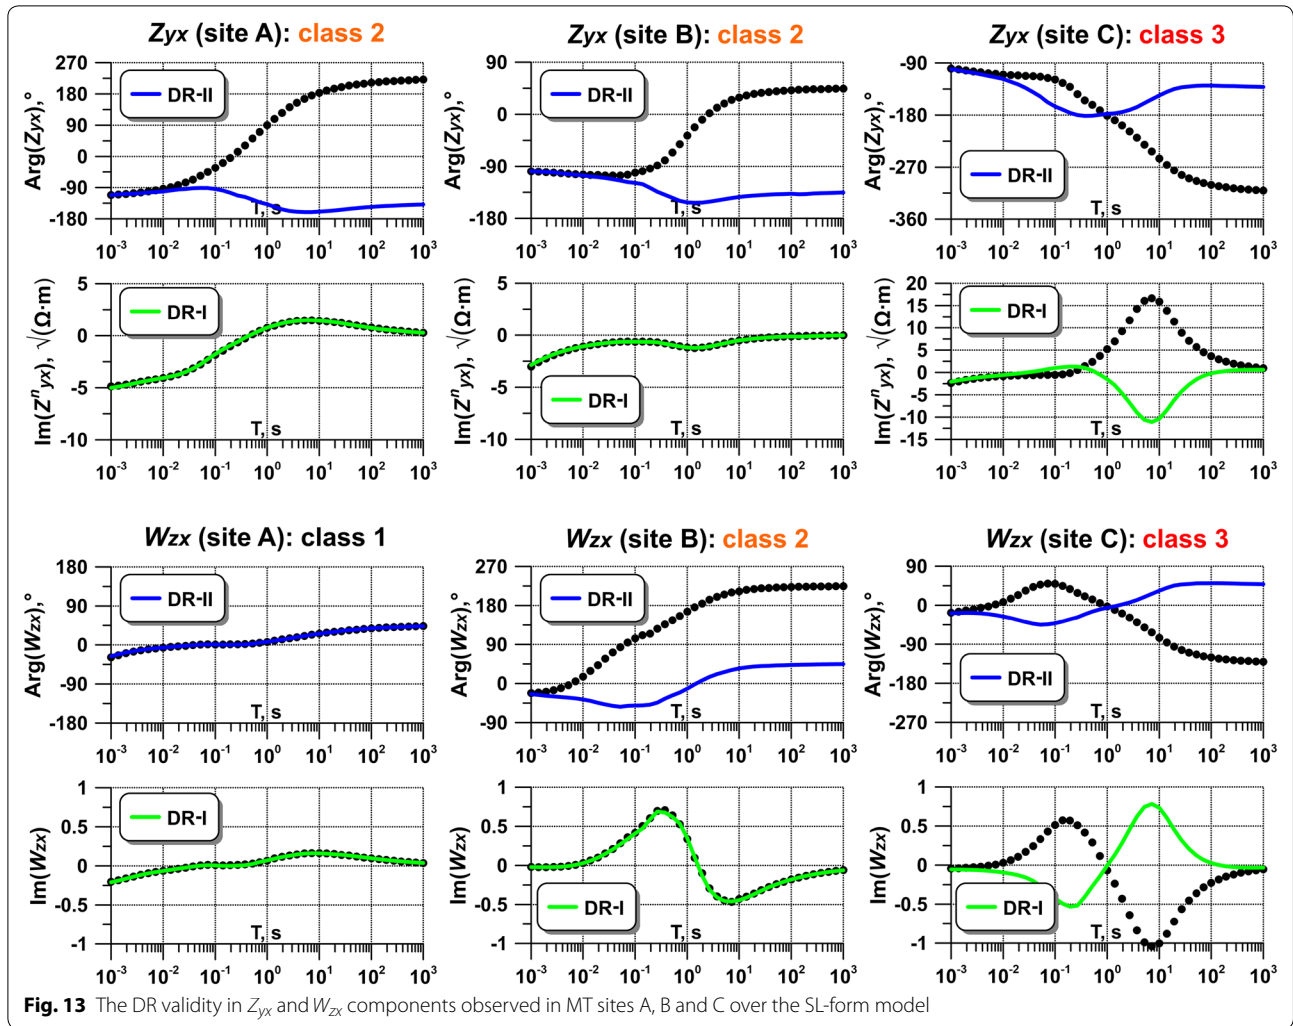 Zyx (site A): class 2
Arg(Zyx),°
270
180
90
0
-90
-180
DR-II
T, s
10⁻³ 10⁻² 10⁻¹ 10⁰ 10¹ 10² 10³
Zyx (site B): class 2
Arg(Zyx),°
90
0
-90
-180
DR-II
T, s
10⁻³ 10⁻² 10⁻¹ 10⁰ 10¹ 10² 10³
Zyx (site C): class 3
Arg(Zyx),°
-90
-180
-270
-360
DR-II
T, s
10⁻³ 10⁻² 10⁻¹ 10⁰ 10¹ 10² 10³
Im(Zⁿyx), √(Ω·m)
5
0
-5
-10
DR-I
T, s
10⁻³ 10⁻² 10⁻¹ 10⁰ 10¹ 10² 10³
Im(Zⁿyx), √(Ω·m)
5
0
-5
-10
DR-I
T, s
10⁻³ 10⁻² 10⁻¹ 10⁰ 10¹ 10² 10³
Im(Zⁿyx), √(Ω·m)
20
15
10
5
0
-5
-10
-15
DR-I
T, s
10⁻³ 10⁻² 10⁻¹ 10⁰ 10¹ 10² 10³
Wzx (site A): class 1
Arg(Wzx),°
180
90
0
-90
-180
DR-II
T, s
10⁻³ 10⁻² 10⁻¹ 10⁰ 10¹ 10² 10³
Wzx (site B): class 2
Arg(Wzx),°
270
180
90
0
-90
DR-II
T, s
10⁻³ 10⁻² 10⁻¹ 10⁰ 10¹ 10² 10³
Wzx (site C): class 3
Arg(Wzx),°
90
0
-90
-180
-270
DR-II
T, s
10⁻³ 10⁻² 10⁻¹ 10⁰ 10¹ 10² 10³
Im(Wzx)
1
0.5
0
-0.5
-1
DR-I
T, s
10⁻³ 10⁻² 10⁻¹ 10⁰ 10¹ 10² 10³
Im(Wzx)
1
0.5
0
-0.5
-1
DR-I
T, s
10⁻³ 10⁻² 10⁻¹ 10⁰ 10¹ 10² 10³
Im(Wzx)
1
0.5
0
-0.5
-1
DR-I
T, s
10⁻³ 10⁻² 10⁻¹ 10⁰ 10¹ 10² 10³
Fig. 13 The DR validity in Zyx and Wzx components observed in MT sites A, B and C over the SL-form model